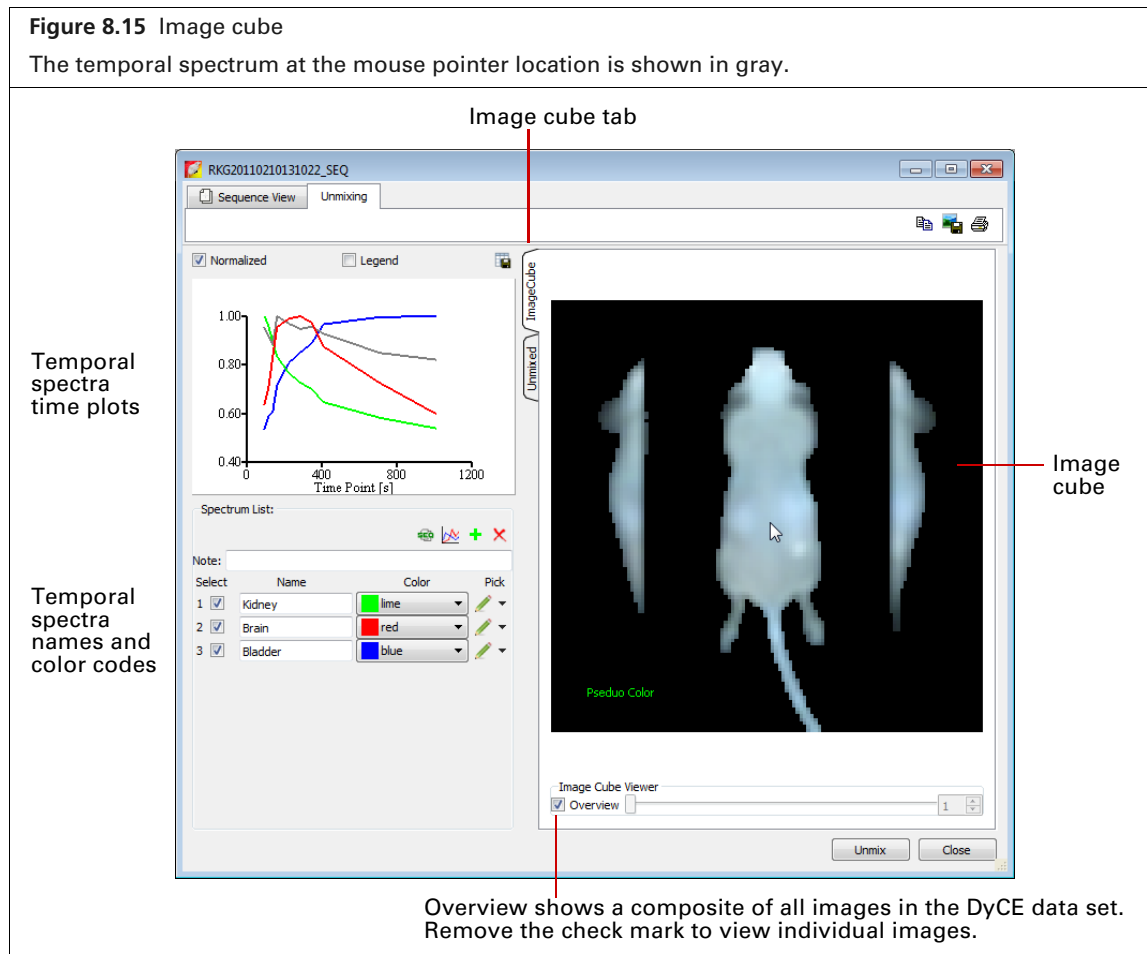 Figure 8.15 Image cube
The temporal spectrum at the mouse pointer location is shown in gray.
Image cube tab
RKG20110210131022_SEQ
Sequence View Unmixing
Normalized Legend
ImageCube
Unmixed
1.00
0.80
0.60
0.40
0 400 800 1200
Time Point [s]
Temporal
spectra
time plots
Image
cube
Spectrum List:
SEQ
Note:
Select Name Color Pick
1 Kidney lime
2 Brain red
3 Bladder blue
Temporal
spectra
names and
color codes
Pseduo Color
Image Cube Viewer
Overview 1
Unmix Close
Overview shows a composite of all images in the DyCE data set.
Remove the check mark to view individual images.